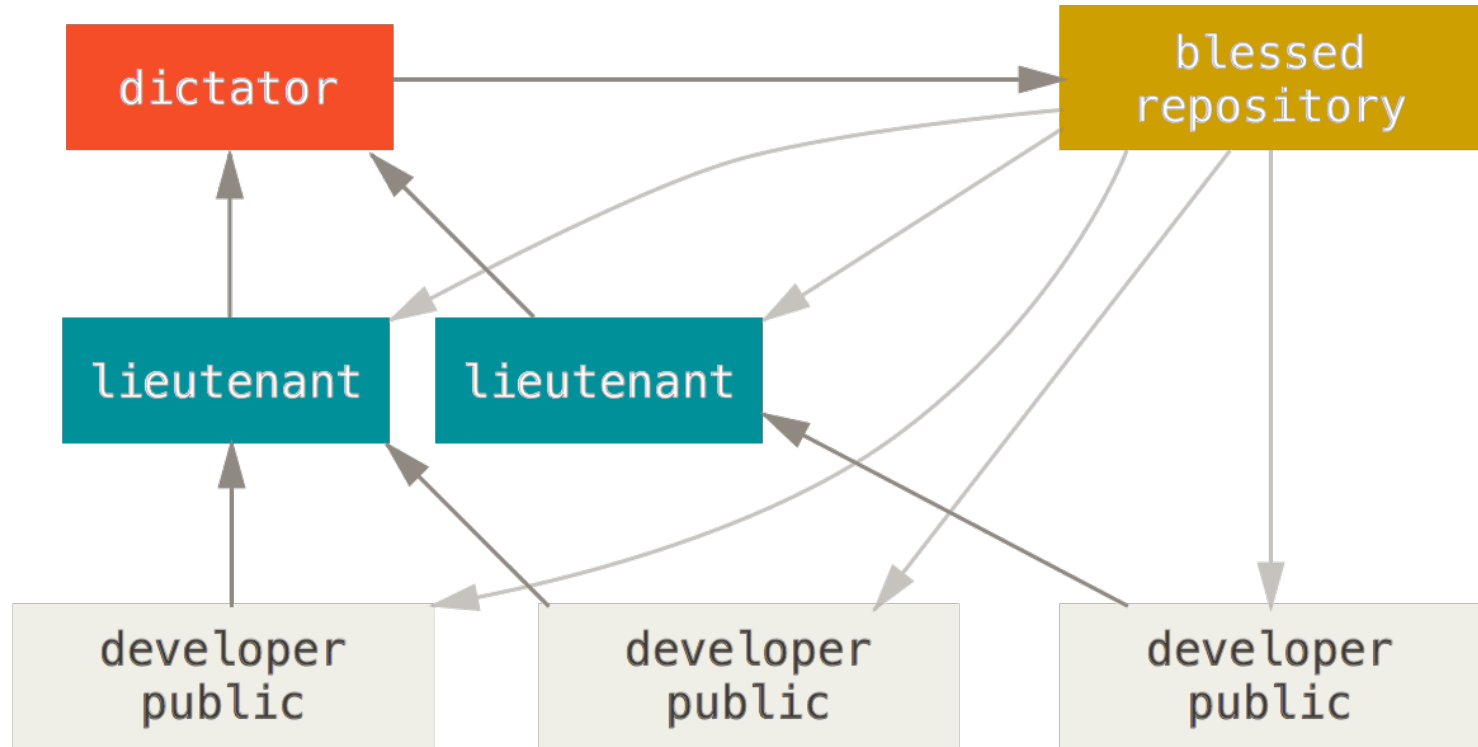 dictator
blessed
repository
lieutenant
lieutenant
developer
public
developer
public
developer
public